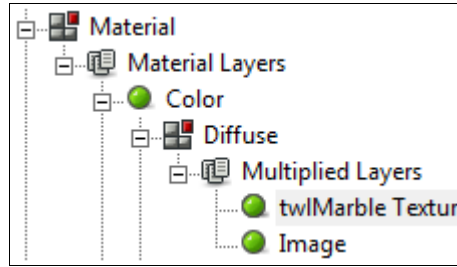 Material
Material Layers
Color
Diffuse
Multiplied Layers
twlMarble Textur
Image